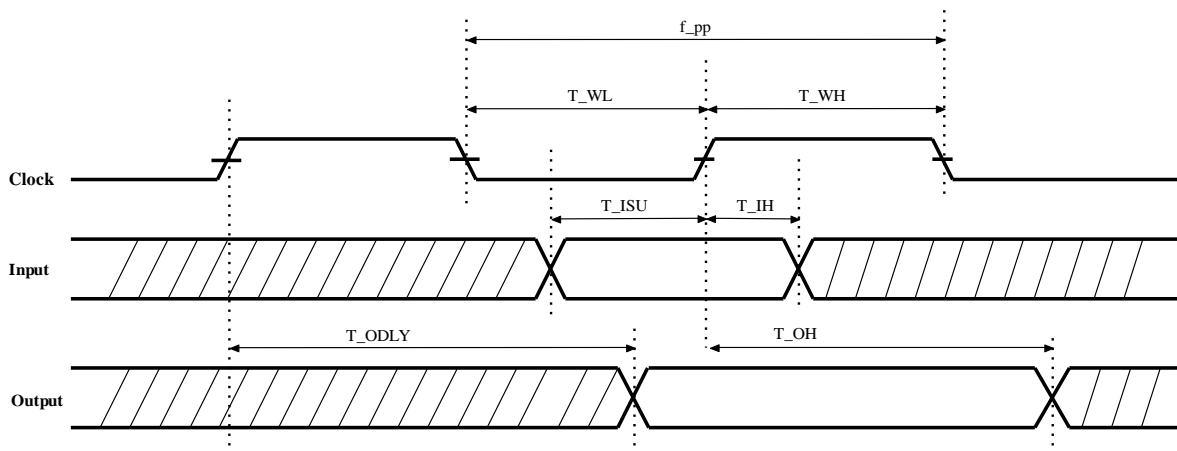 f_pp
T_WL T_WH
Clock
T_ISU T_IH
Input
T_ODLY T_OH
Output